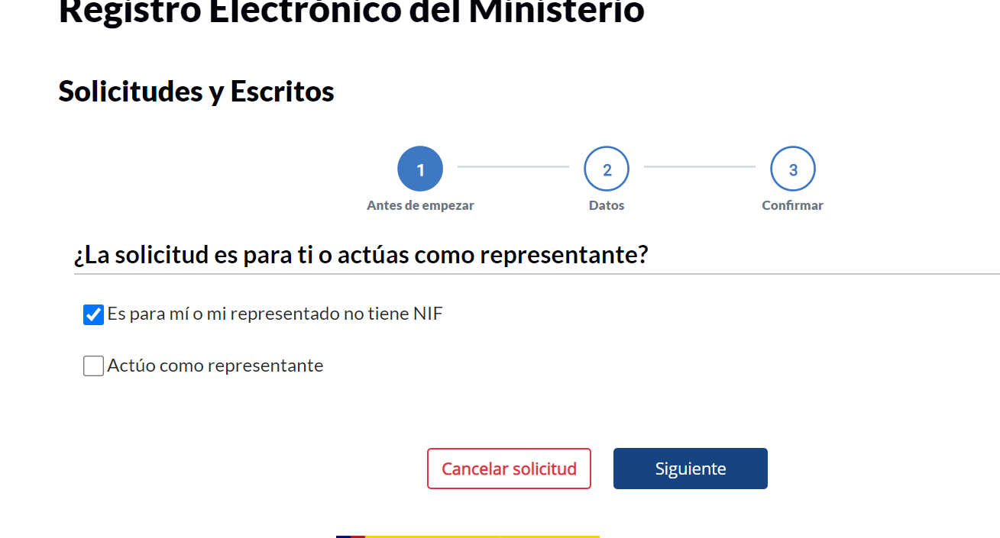 Registro Electrónico del Ministerio
Solicitudes y Escritos
1
2
3
Antes de empezar
Datos
Confirmar
¿La solicitud es para ti o actúas como representante?
Es para mí o mi representado no tiene NIF
Actúo como representante
Cancelar solicitud
Siguiente